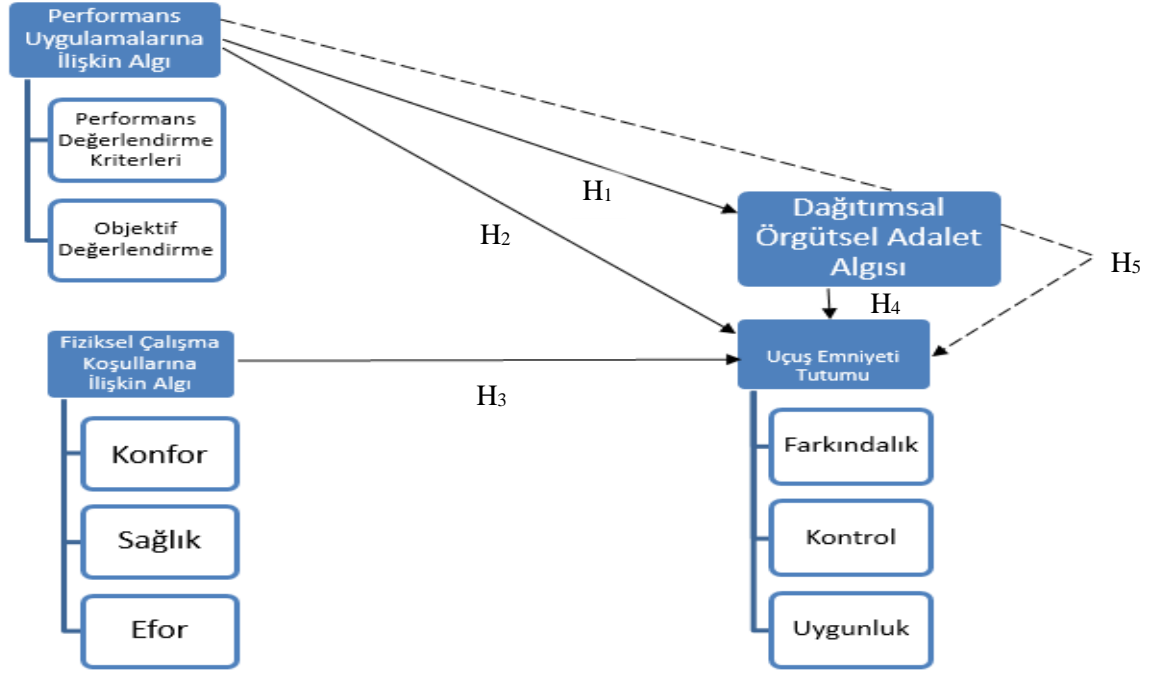 Performans
Uygulamalarına
İlişkin Algı
Performans
Değerlendirme
Kriterleri
Objektif
Değerlendirme
H1
H2
Dağıtımsal
Örgütsel Adalet
Algısı
H5
H4
Fiziksel Çalışma
Koşullarına
İlişkin Algı
H3
Uçuş Emniyeti
Tutumu
Konfor
Sağlık
Efor
Farkındalık
Kontrol
Uygunluk